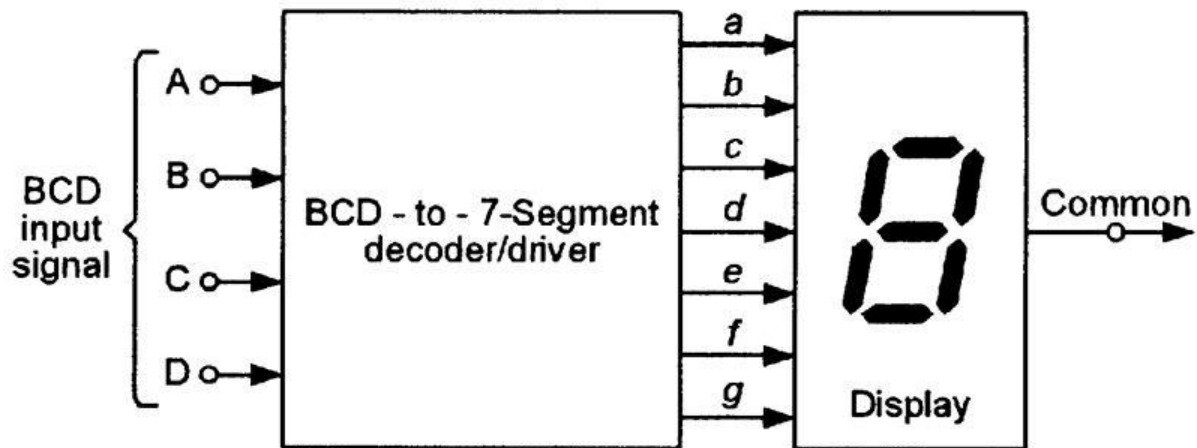 BCD
input
signal
A
B
C
D
BCD - to - 7-Segment
decoder/driver
a
b
c
d
e
f
g
Display
Common